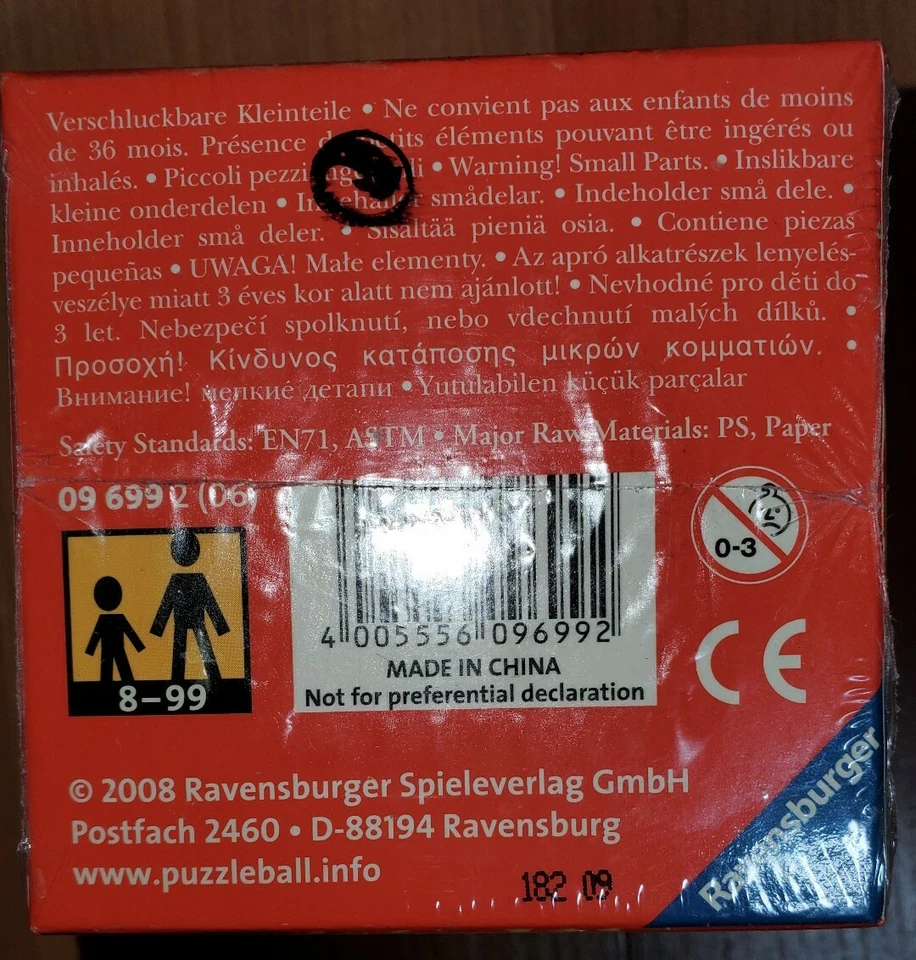 Verschluckbare Kleinteile • Ne convient pas aux enfants de moins
de 36 mois. Présence petits éléments pouvant être ingérés ou
inhalés. • Piccoli pezzi • Warning! Small Parts. • Inslikbare
kleine onderdelen • smådelar. • Indeholder små dele. •
Inneholder små deler. • Sisältää pieniä osia. • Contiene piezas
pequeñas • UWAGA! Małe elementy. • Az apró alkatrészek lenyelés-
veszélye miatt 3 éves kor alatt nem ajánlott! • Nevhodné pro děti do
3 let. Nebezpečí spolknutí, nebo vdechnutí malých dílků. •
Προσοχή! Κίνδυνος κατάποσης μικρών κομματιών. •
Внимание! мелкие детали • Yutulabilen küçük parçalar
Safety Standards: EN71, ASTM • Major Raw Materials: PS, Paper
09 699 2 (06)
0-3
4 005556 096992
MADE IN CHINA
Not for preferential declaration
8–99
CE
© 2008 Ravensburger Spieleverlag GmbH
Postfach 2460 • D-88194 Ravensburg
www.puzzleball.info
182 09
Ravensburger